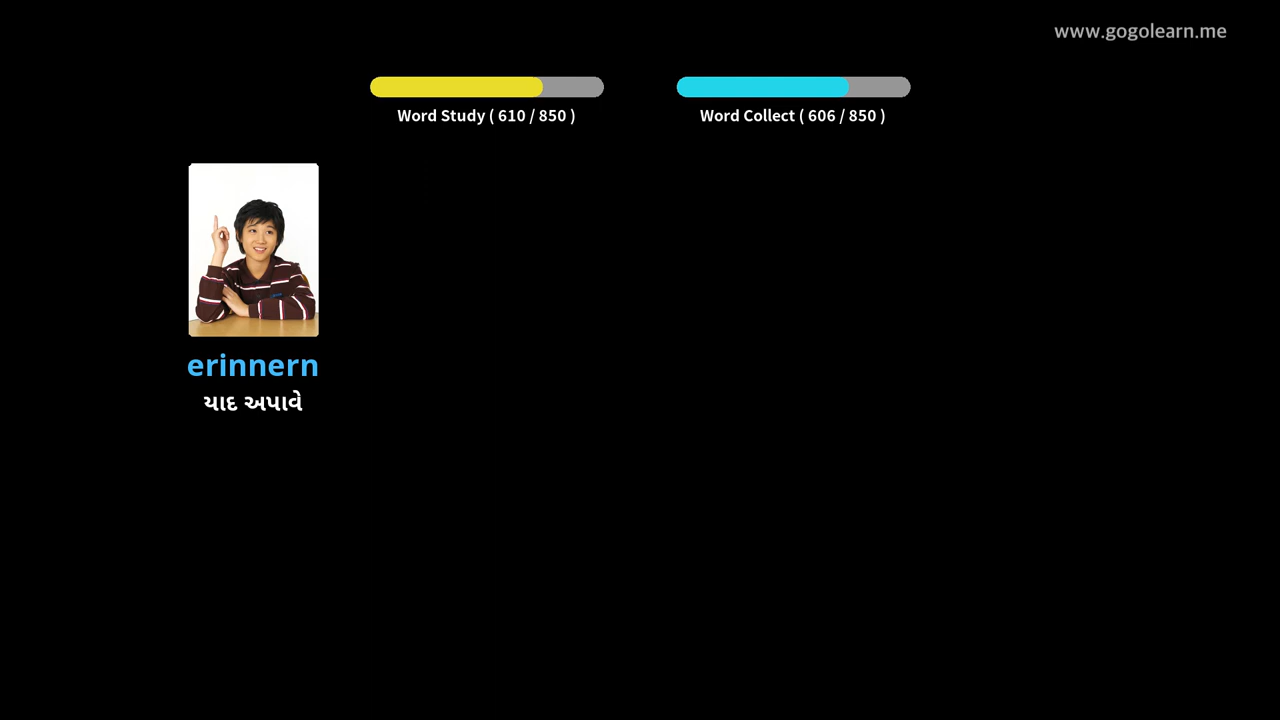 www.gogolearn.me
Word Study ( 610 / 850 )
Word Collect ( 606 / 850 )
erinnern
યાદ અપાવે